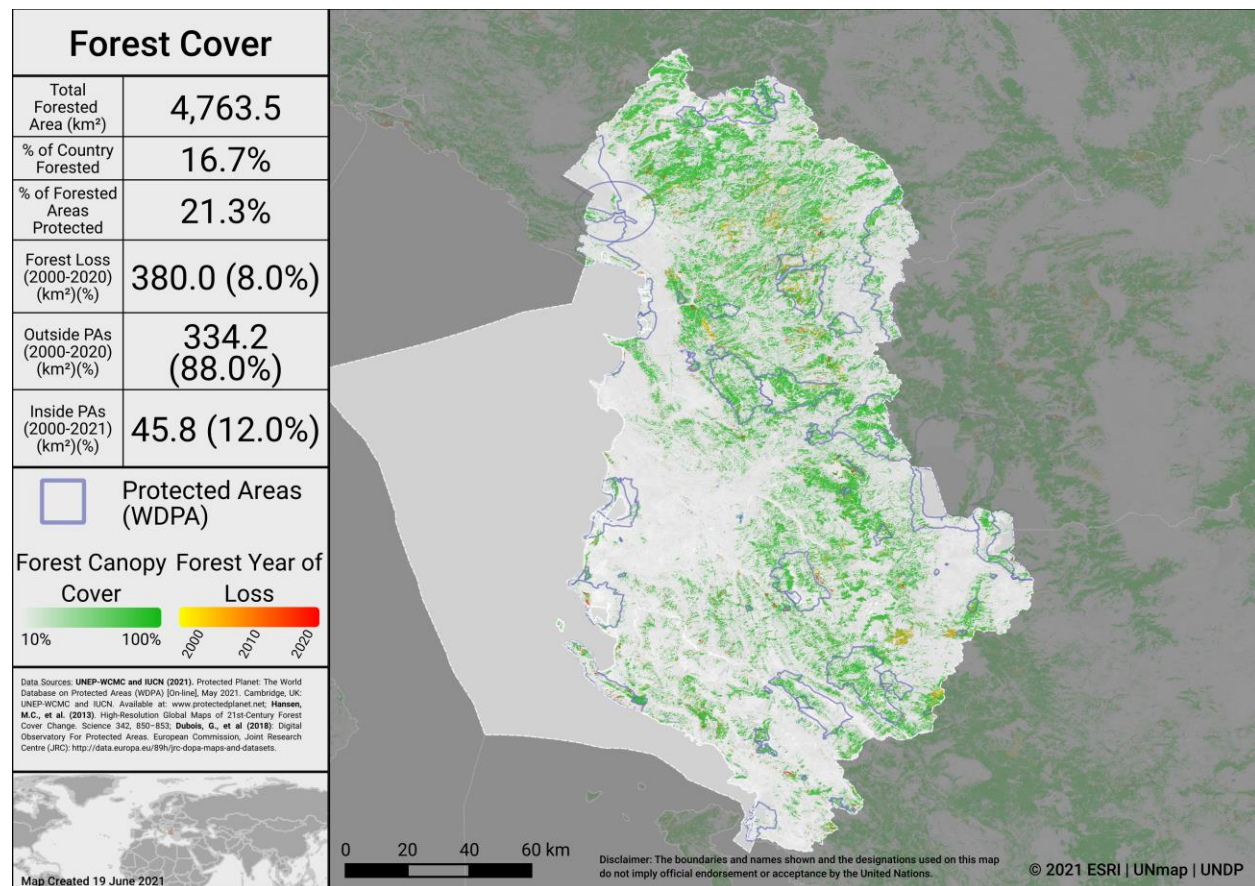 Forest Cover
Total
Forested
Area (km²)
4,763.5
% of Country
Forested
16.7%
% of Forested
Areas
Protected
21.3%
Forest Loss
(2000-2020)
(km²)(%)
380.0 (8.0%)
Outside PAs
(2000-2020)
(km²)(%)
334.2
(88.0%)
Inside PAs
(2000-2021)
(km²)(%)
45.8 (12.0%)
Protected Areas
(WDPA)
Forest Canopy
Cover
10%
100%
Forest Year of
Loss
2000
2010
2020
Data Sources: UNEP-WCMC and IUCN (2021). Protected Planet: The World
Database on Protected Areas (WDPA) [On-line], May 2021. Cambridge, UK:
UNEP-WCMC and IUCN. Available at: www.protectedplanet.net; Hansen,
M.C., et al. (2013). High-Resolution Global Maps of 21st-Century Forest
Cover Change. Science 342, 850–853; Dubois, G., et al (2018): Digital
Observatory For Protected Areas. European Commission, Joint Research
Centre (JRC): http://data.europa.eu/89h/jrc-dopa-maps-and-datasets.
Map Created 19 June 2021
0 20 40 60 km
Disclaimer: The boundaries and names shown and the designations used on this map
do not imply official endorsement or acceptance by the United Nations.
© 2021 ESRI | UNmap | UNDP